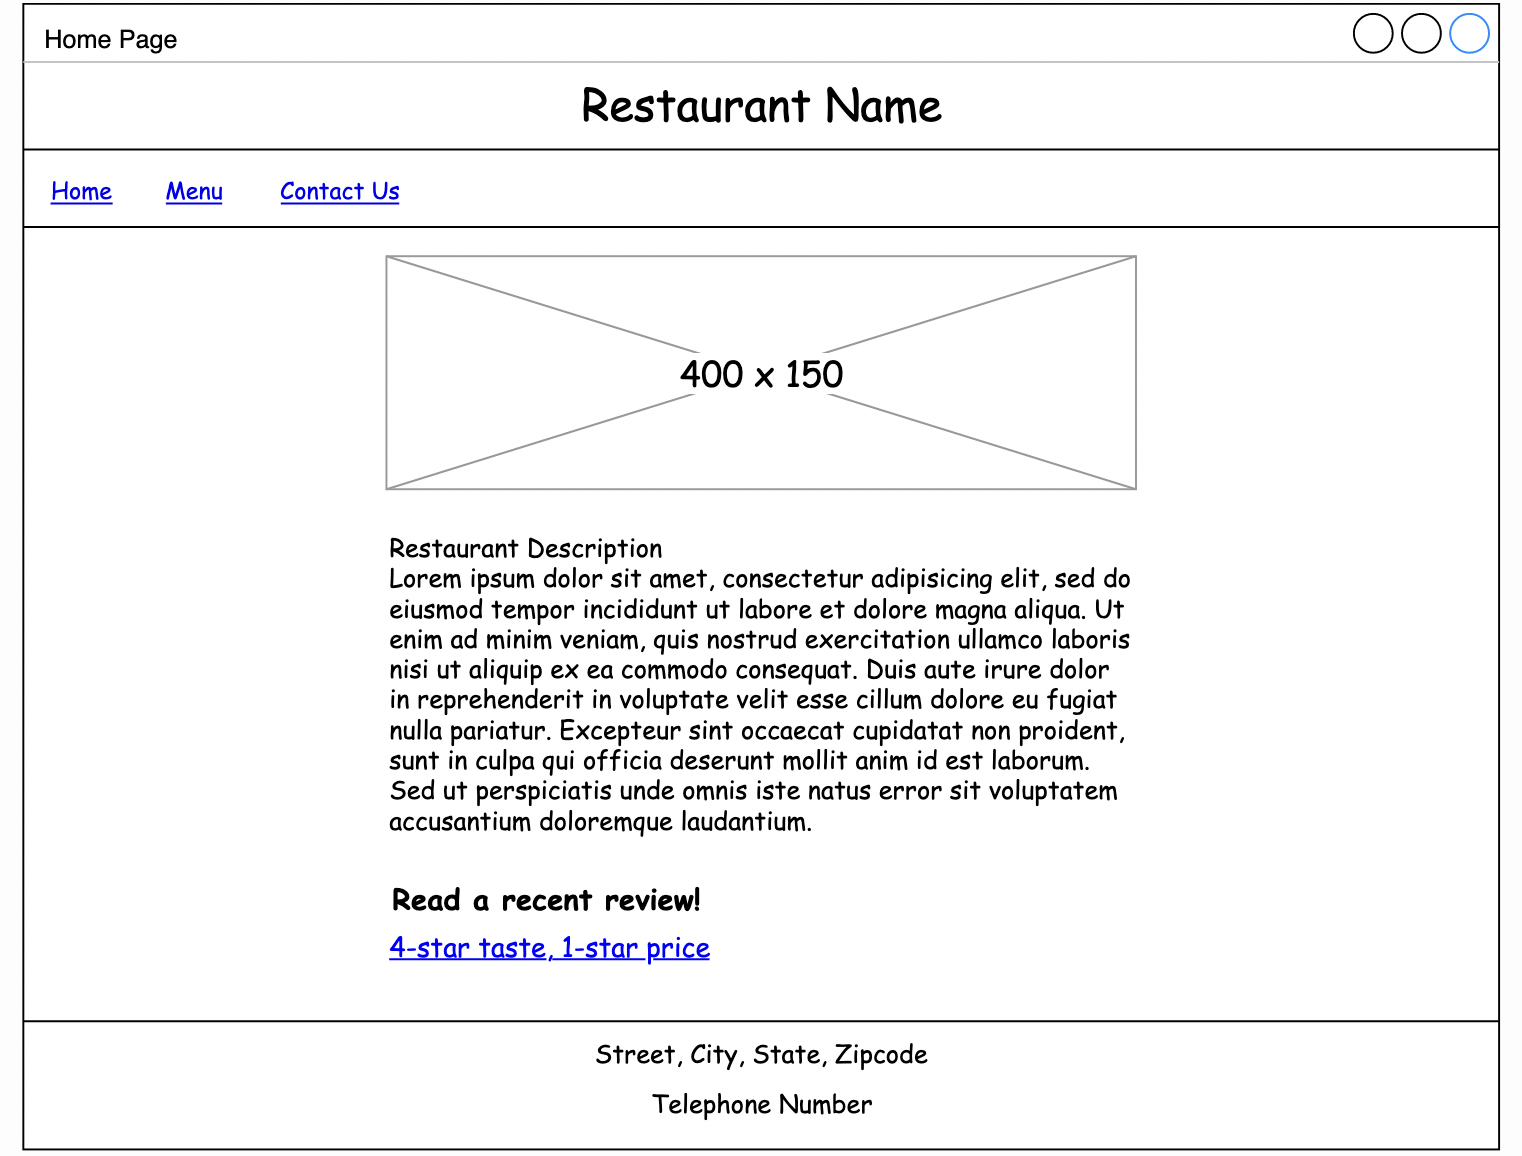 Home Page
Restaurant Name
Home Menu Contact Us
400 x 150
Restaurant Description
Lorem ipsum dolor sit amet, consectetur adipisicing elit, sed do
eiusmod tempor incididunt ut labore et dolore magna aliqua. Ut
enim ad minim veniam, quis nostrud exercitation ullamco laboris
nisi ut aliquip ex ea commodo consequat. Duis aute irure dolor
in reprehenderit in voluptate velit esse cillum dolore eu fugiat
nulla pariatur. Excepteur sint occaecat cupidatat non proident,
sunt in culpa qui officia deserunt mollit anim id est laborum.
Sed ut perspiciatis unde omnis iste natus error sit voluptatem
accusantium doloremque laudantium.
Read a recent review!
4-star taste, 1-star price
Street, City, State, Zipcode
Telephone Number